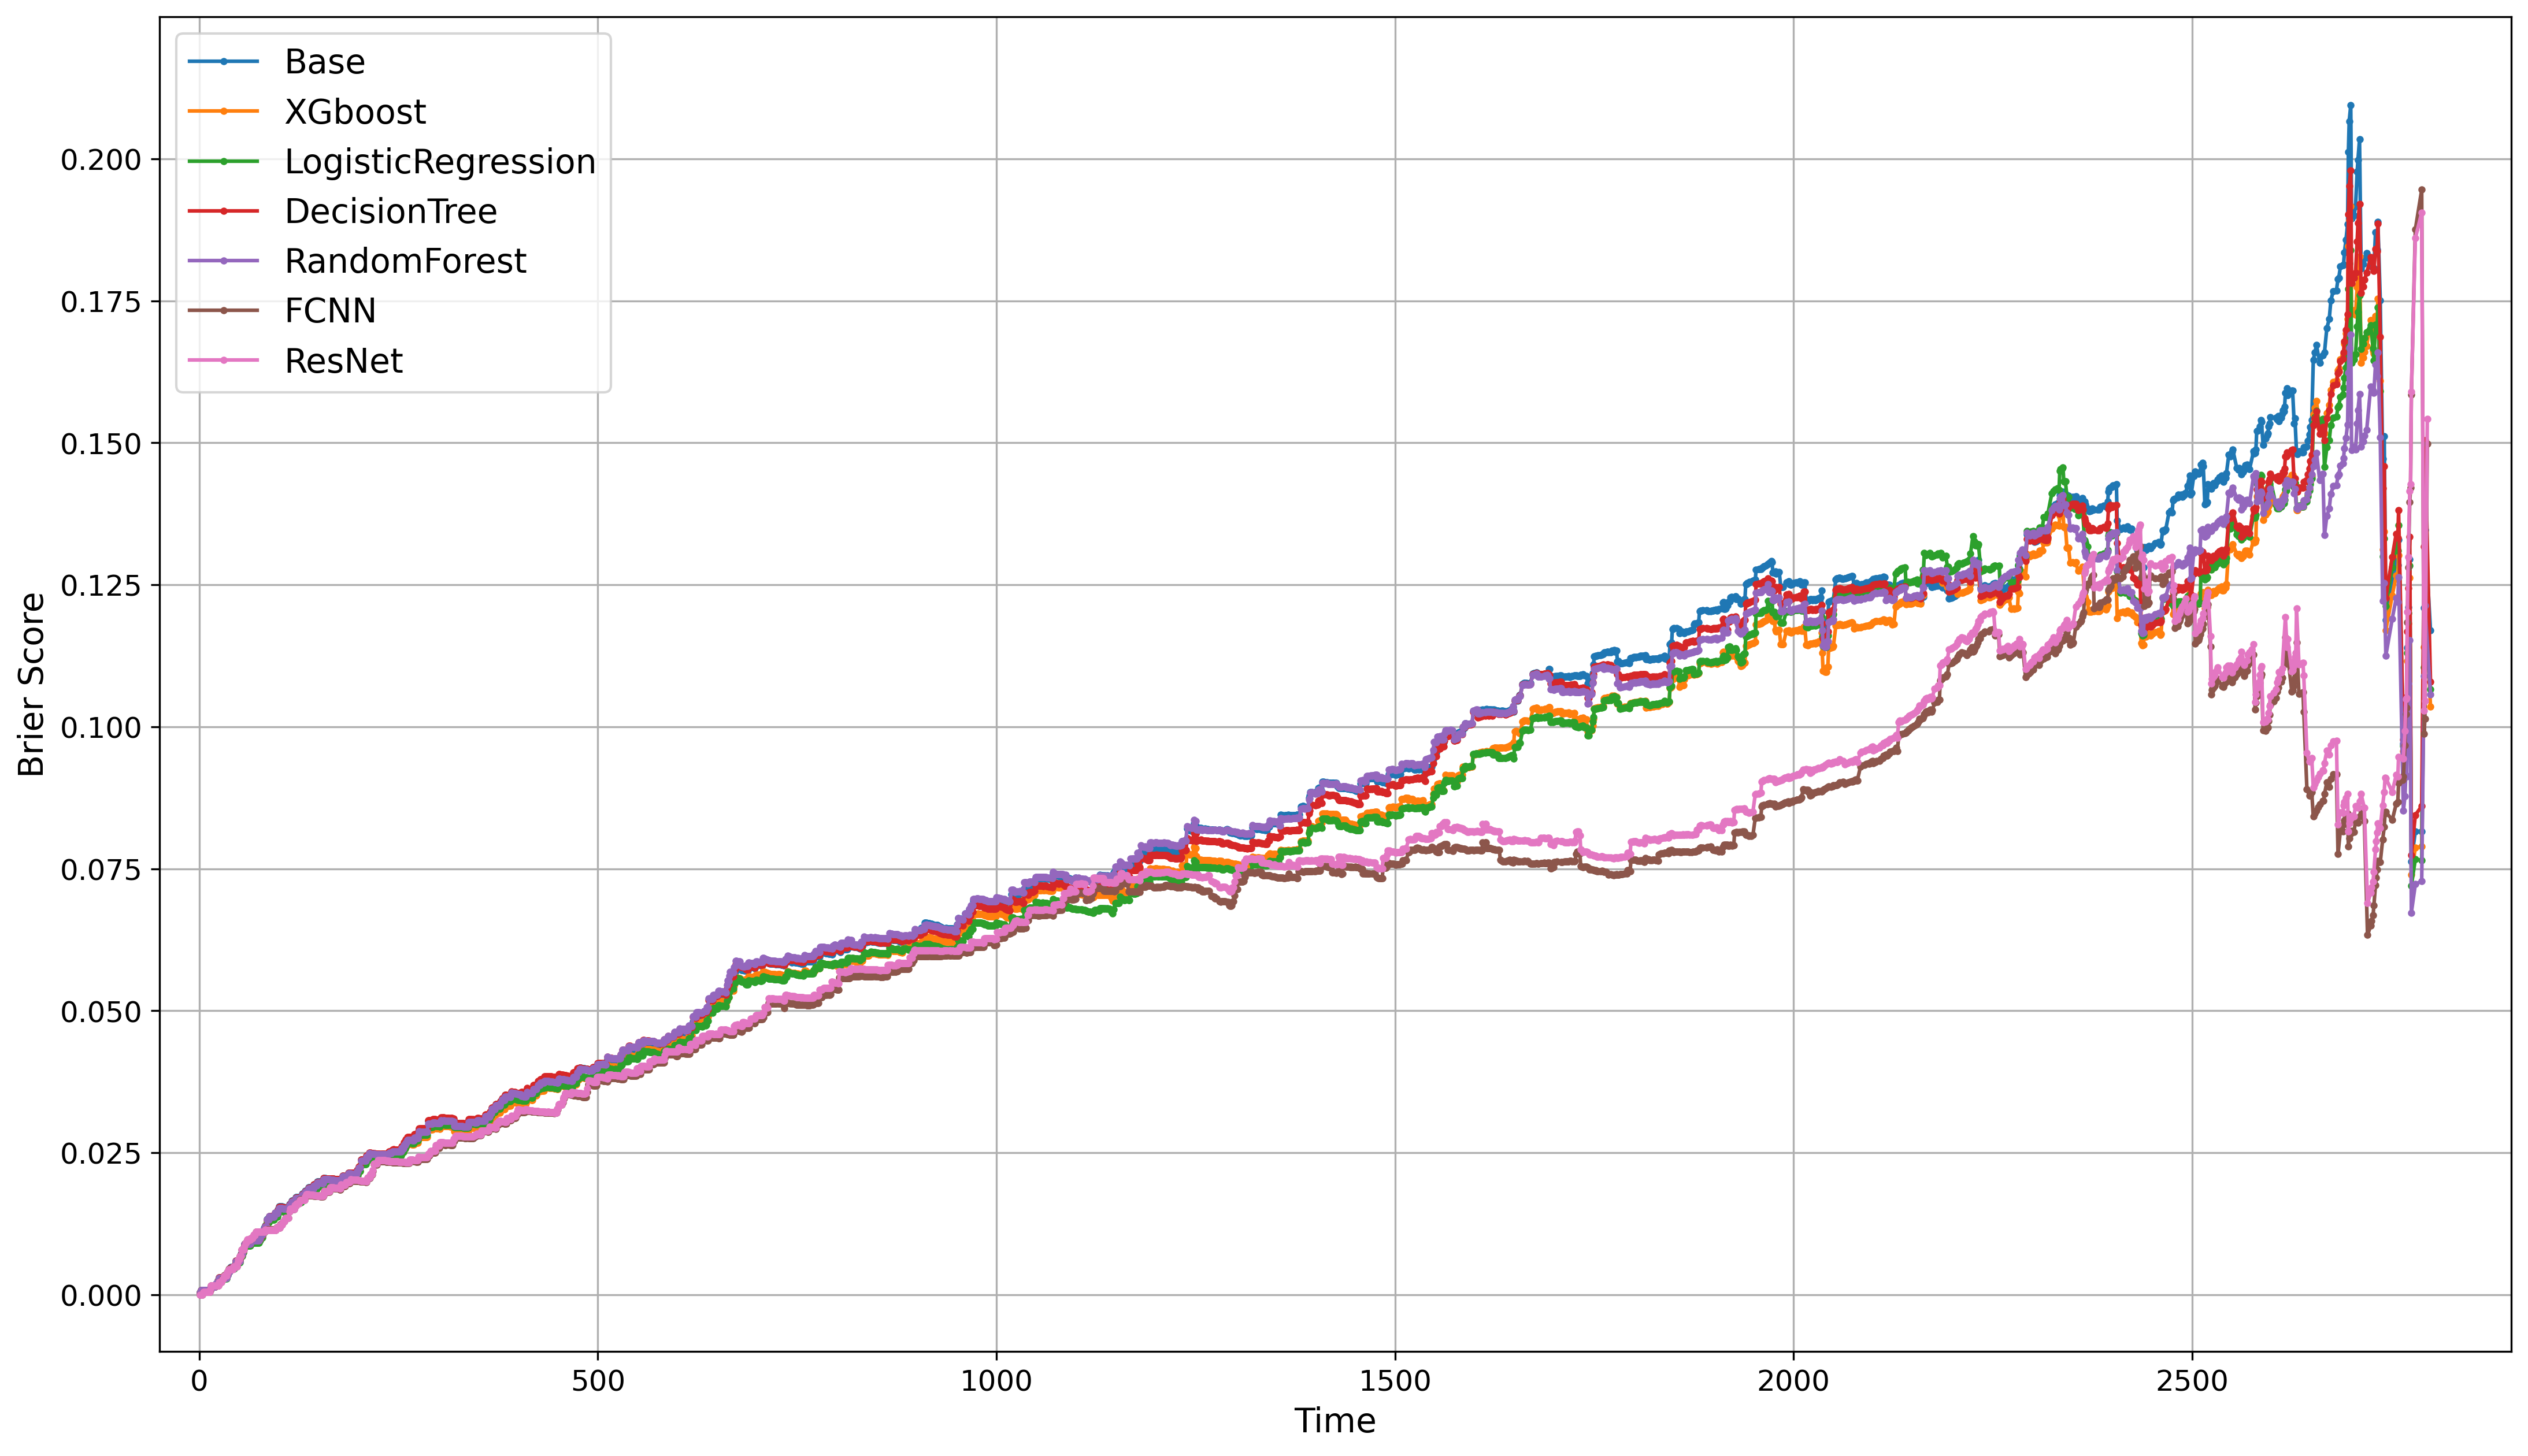 Base
XGboost
LogisticRegression
DecisionTree
RandomForest
FCNN
ResNet
0.200
0.175
0.150
0.125
0.100
0.075
0.050
0.025
0.000
Brier Score
0
500
1000
1500
2000
2500
Time